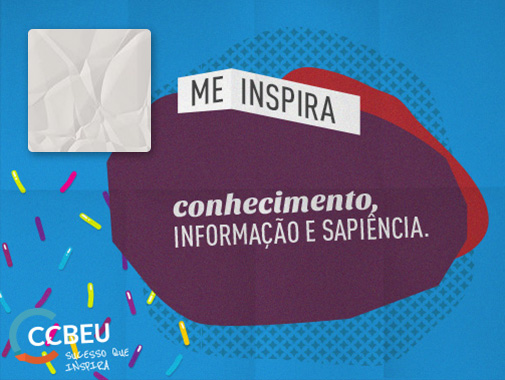 ME INSPIRA
conhecimento,
INFORMAÇÃO E SAPIÊNCIA.
CCBEU
SUCESSO QUE
INSPIRA